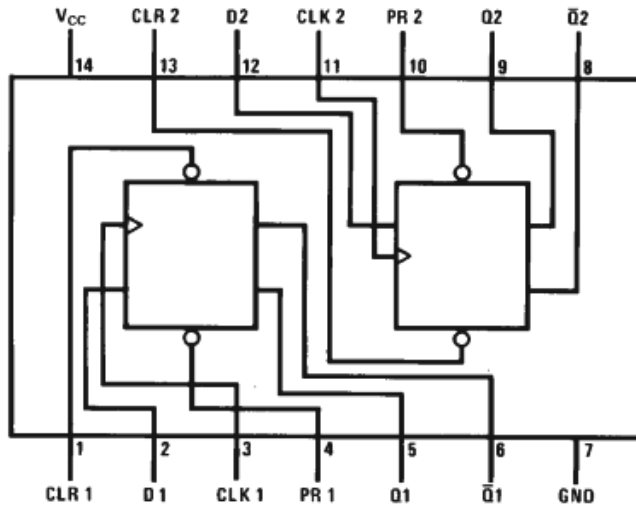 V_CC CLR 2 D2 CLK 2 PR 2 Q2 Q̅2
14 13 12 11 10 9 8
1 2 3 4 5 6 7
CLR 1 D1 CLK 1 PR 1 Q1 Q̅1 GND